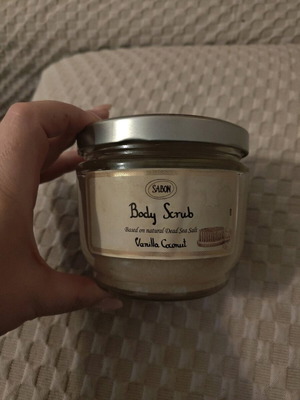 SABON
Body Scrub
Based on natural Dead Sea Salt
Vanilla Coconut